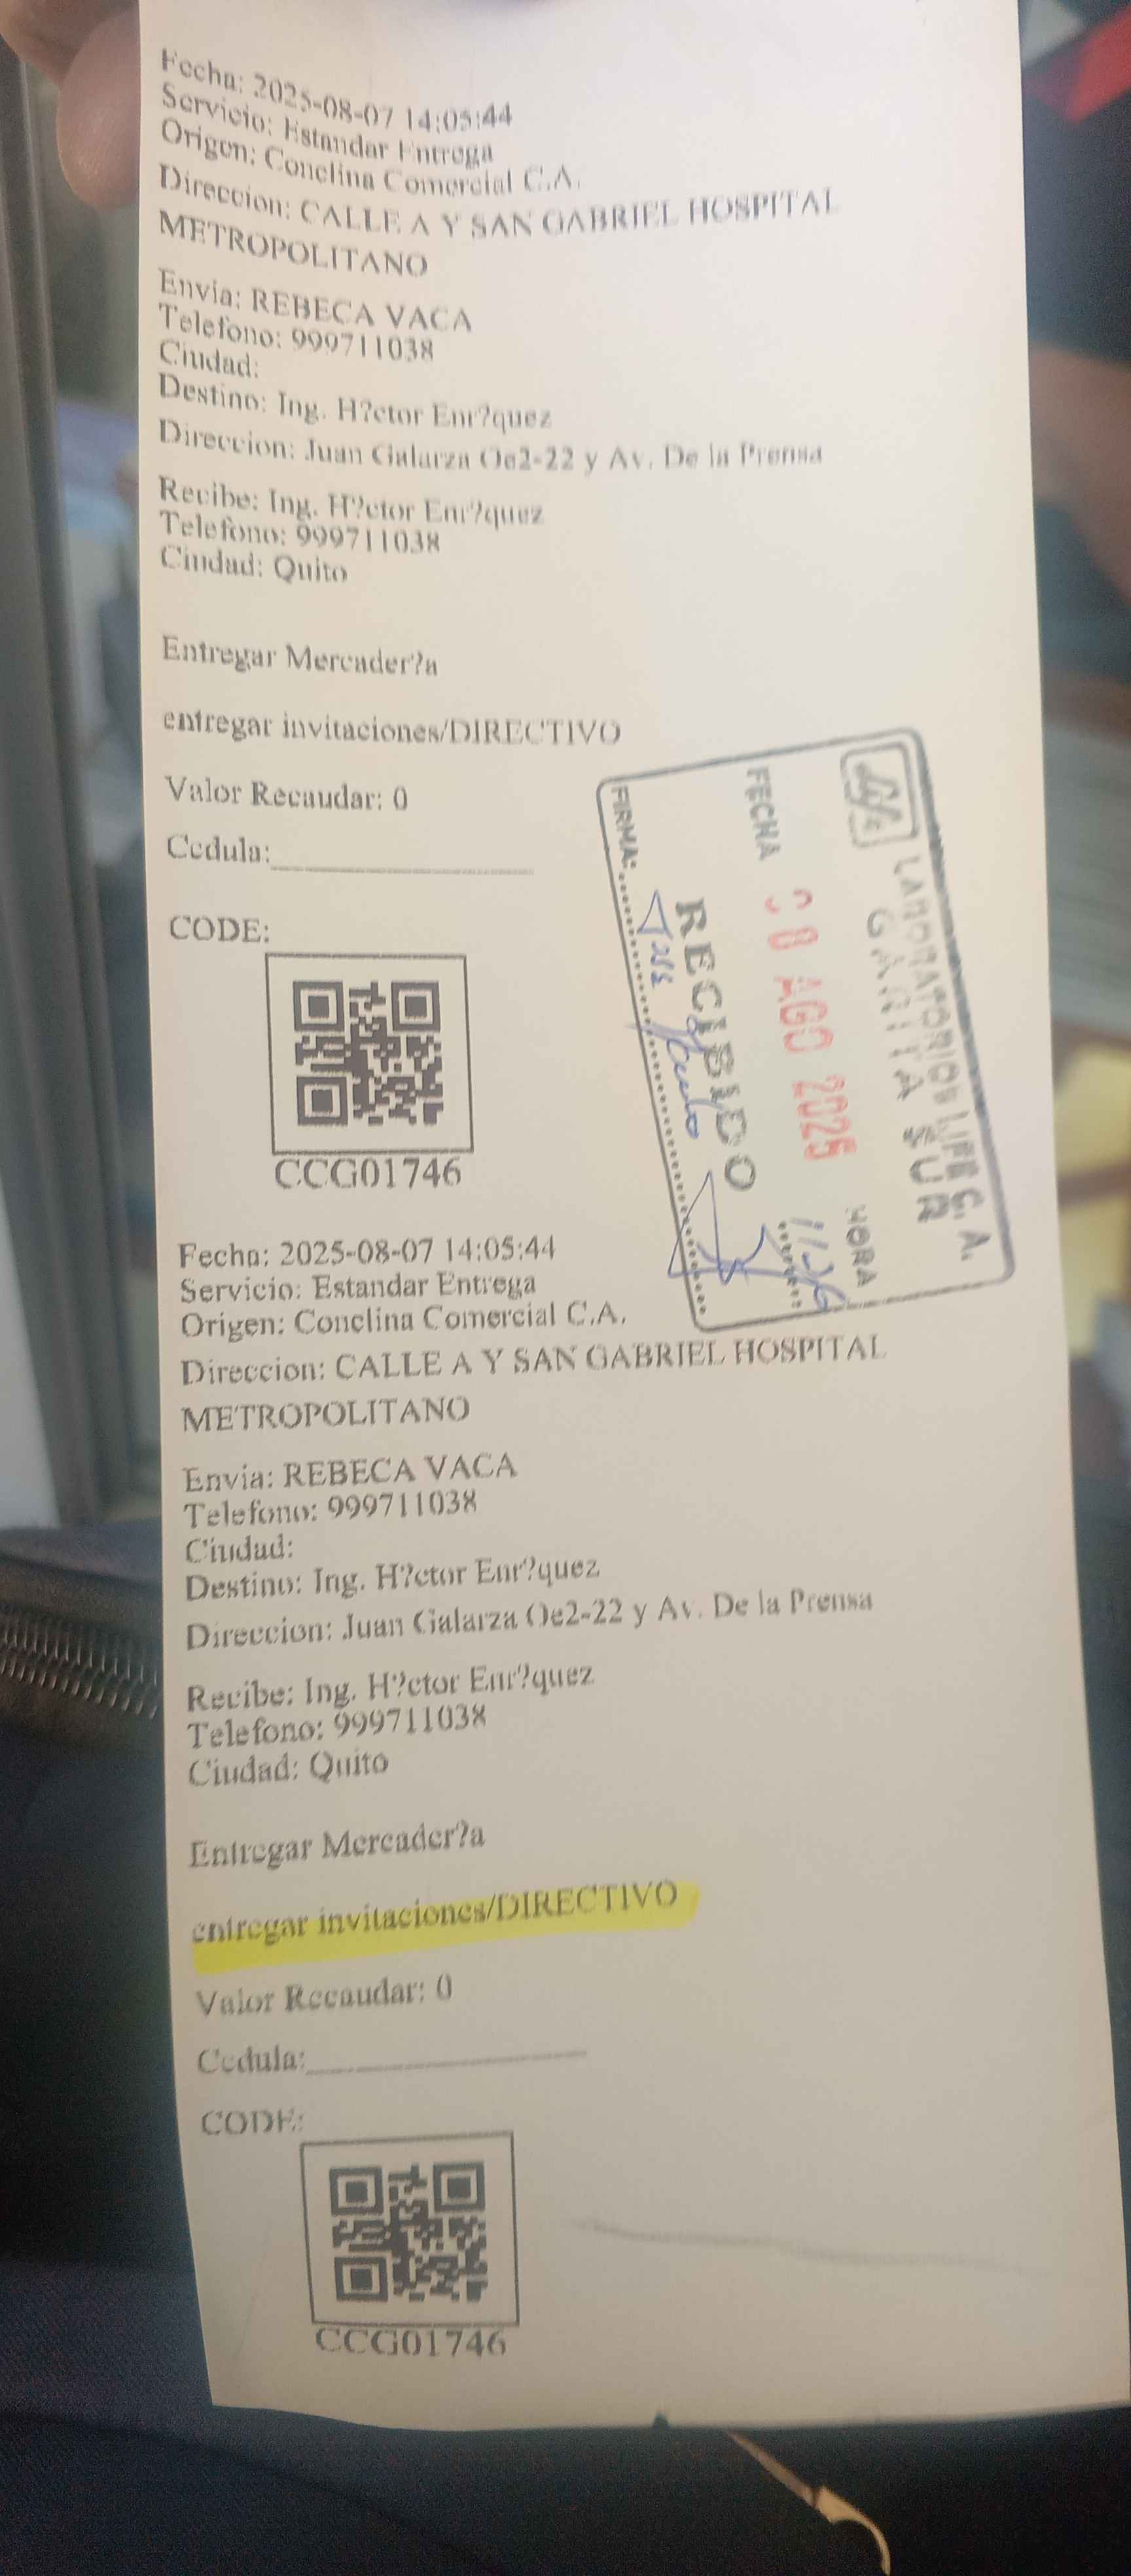 Fecha: 2025-08-07 14:05:44
Servicio: Estandar Entrega
Origen: Conclina Comercial C.A.
Direccion: CALLE A Y SAN GABRIEL HOSPITAL
METROPOLITANO
Envia: REBECA VACA
Telefono: 999711038
Ciudad:
Destino: Ing. H?ctor Enr?quez
Direccion: Juan Galarza Oe2-22 y Av. De la Prensa
Recibe: Ing. H?ctor Enr?quez
Telefono: 999711038
Ciudad: Quito
Entregar Mercader?a
entregar invitaciones/DIRECTIVO
Valor Recaudar: 0
Cedula:
CODE:
CCG01746
LABORATORIOS LIFE C. A.
GARITA SUR
FECHA HORA
08 AGO 2025
RECIBIDO
FIRMA:
Fecha: 2025-08-07 14:05:44
Servicio: Estandar Entrega
Origen: Conclina Comercial C.A.
Direccion: CALLE A Y SAN GABRIEL HOSPITAL
METROPOLITANO
Envia: REBECA VACA
Telefono: 999711038
Ciudad:
Destino: Ing. H?ctor Enr?quez
Direccion: Juan Galarza Oe2-22 y Av. De la Prensa
Recibe: Ing. H?ctor Enr?quez
Telefono: 999711038
Ciudad: Quito
Entregar Mercader?a
entregar invitaciones/DIRECTIVO
Valor Recaudar: 0
Cedula:
CODE:
CCG01746